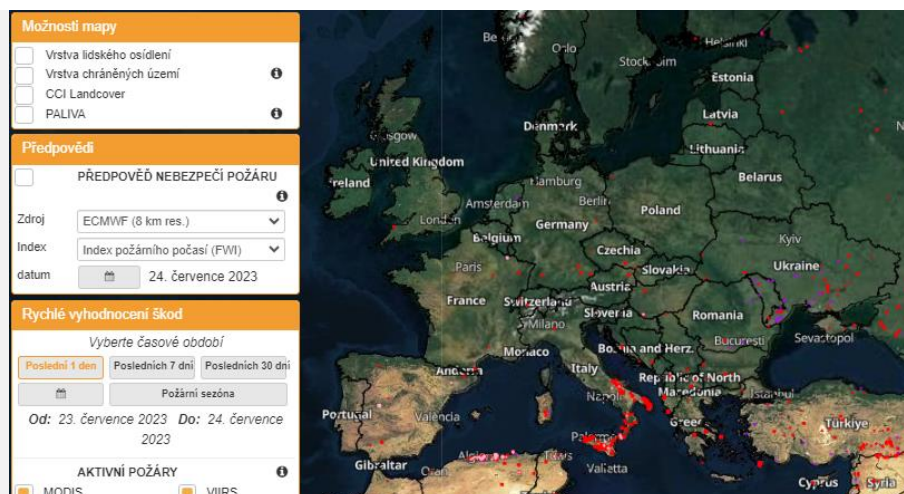 Možnosti mapy
Vrstva lidského osídlení
Vrstva chráněných území
CCI Landcover
PALIVA
Předpovědi
PŘEDPOVĚĎ NEBEZPEČÍ POŽÁRU
Zdroj
ECMWF (8 km res.)
Index
Index požárního počasí (FWI)
datum
24. července 2023
Rychlé vyhodnocení škod
Vyberte časové období
Poslední 1 den
Posledních 7 dní
Posledních 30 dní
Požární sezóna
Od: 23. července 2023 Do: 24. července
2023
AKTIVNÍ POŽÁRY
MODIS
VIIRS
Oslo
Helsinki
Estonia
Latvia
Denmark
Lithuania
Glasgow
United Kingdom
Ireland
Hamburg
Belarus
Amsterdam
Berlin
Poland
London
Germany
Belgium
Kyiv
Czechia
Paris
Slovakia
Ukraine
Austria
France
Switzerland
Slovenia
Romania
Milano
București
Sevastopol
Monaco
Bosnia and Herz.
Andorra
Italy
Republic of North
Macedonia
Napoli
İstanbul
Portugal
València
Greece
Türkiye
Palermo
Gibraltar
Oran
Tunis
Valletta
Cyprus
Syria